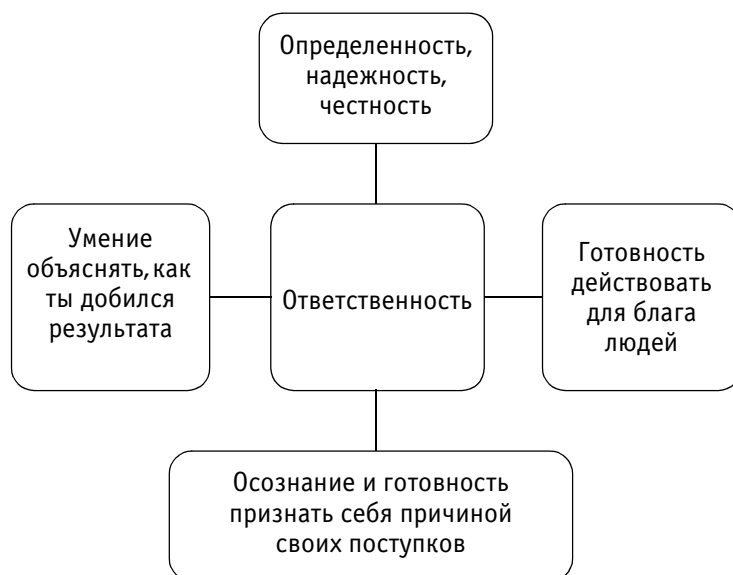 Определенность,
надежность,
честность
Умение
объяснять, как
ты добился
результата
Ответственность
Готовность
действовать
для блага
людей
Осознание и готовность
признать себя причиной
своих поступков